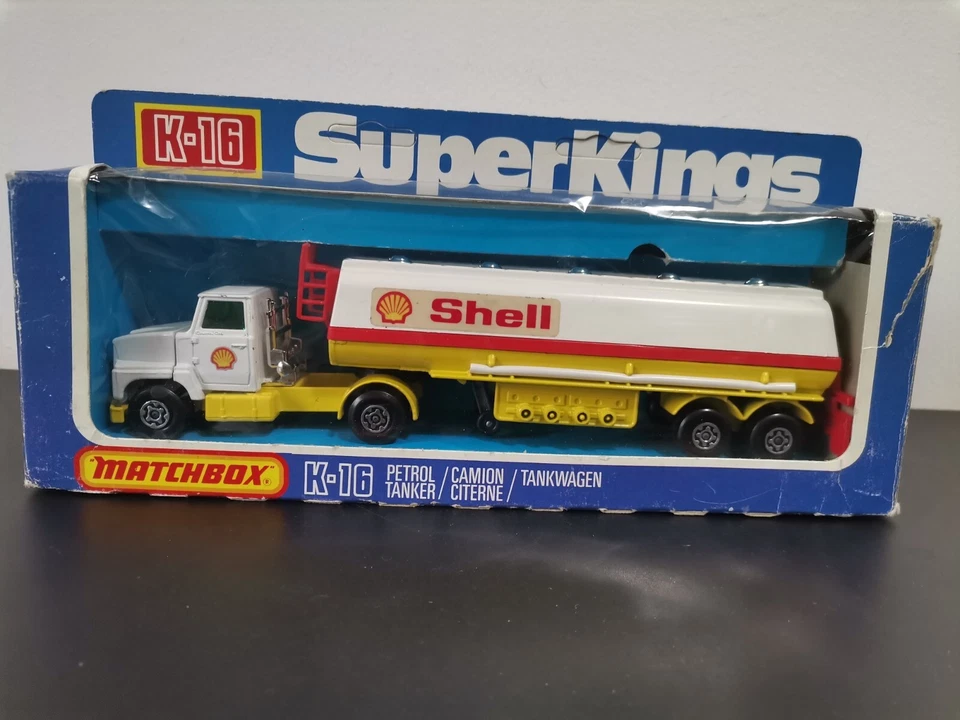 K-16
SuperKings
Shell
"MATCHBOX"®
K-16 PETROL / CAMION / TANKWAGEN
TANKER / CITERNE /